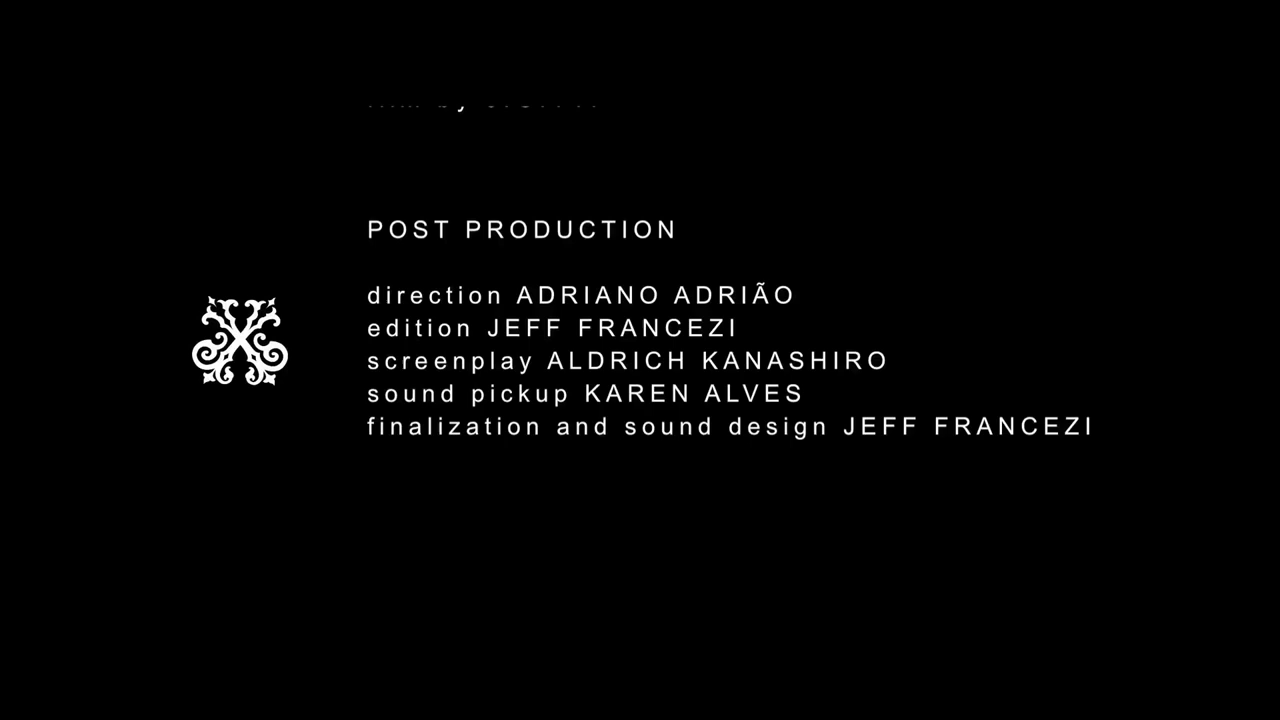 by
POST PRODUCTION
direction ADRIANO ADRIÃO
edition JEFF FRANCEZI
screenplay ALDRICH KANASHIRO
sound pickup KAREN ALVES
finalization and sound design JEFF FRANCEZI